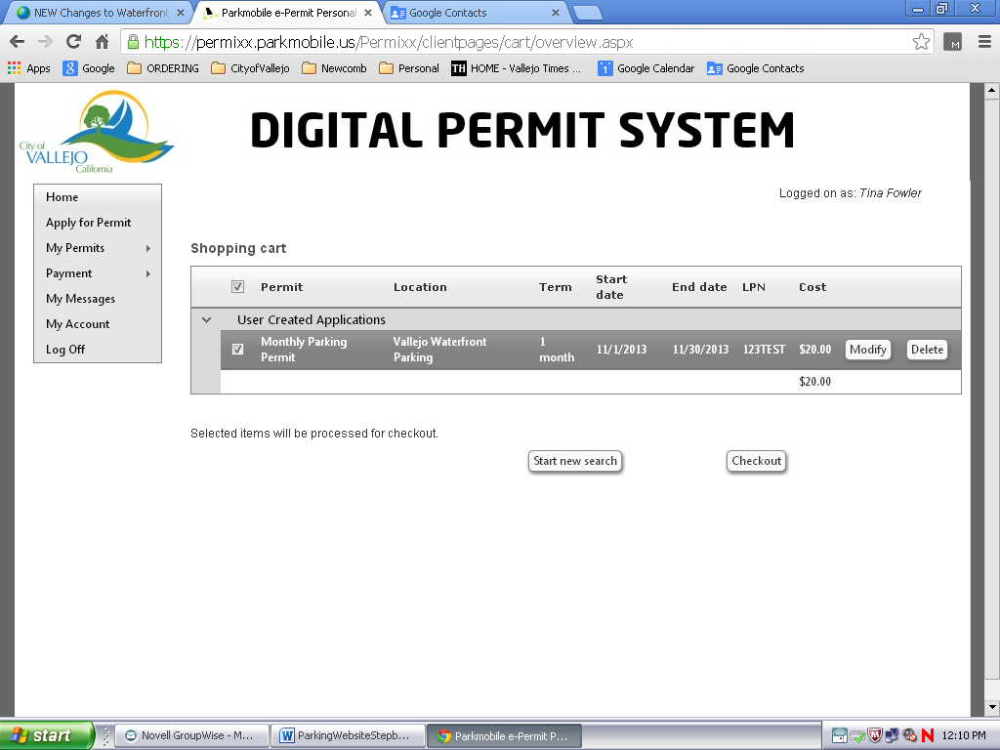 NEW Changes to Waterfront
Parkmobile e-Permit Personal
Google Contacts
https://permixx.parkmobile.us/Permixx/clientpages/cart/overview.aspx
M
Apps
Google
ORDERING
CityofVallejo
Newcomb
Personal
TH HOME - Vallejo Times ...
1 Google Calendar
Google Contacts
City of
VALLEJO
California
DIGITAL PERMIT SYSTEM
Logged on as: Tina Fowler
Home
Apply for Permit
My Permits
Payment
My Messages
My Account
Log Off
Shopping cart
Permit Location Term Start date End date LPN Cost
User Created Applications
Monthly Parking Permit Vallejo Waterfront Parking 1 month 11/1/2013 11/30/2013 123TEST $20.00 Modify Delete
$20.00
Selected items will be processed for checkout.
Start new search Checkout
start Novell GroupWise - M... ParkingWebsiteStepb... Parkmobile e-Permit P... 12:10 PM